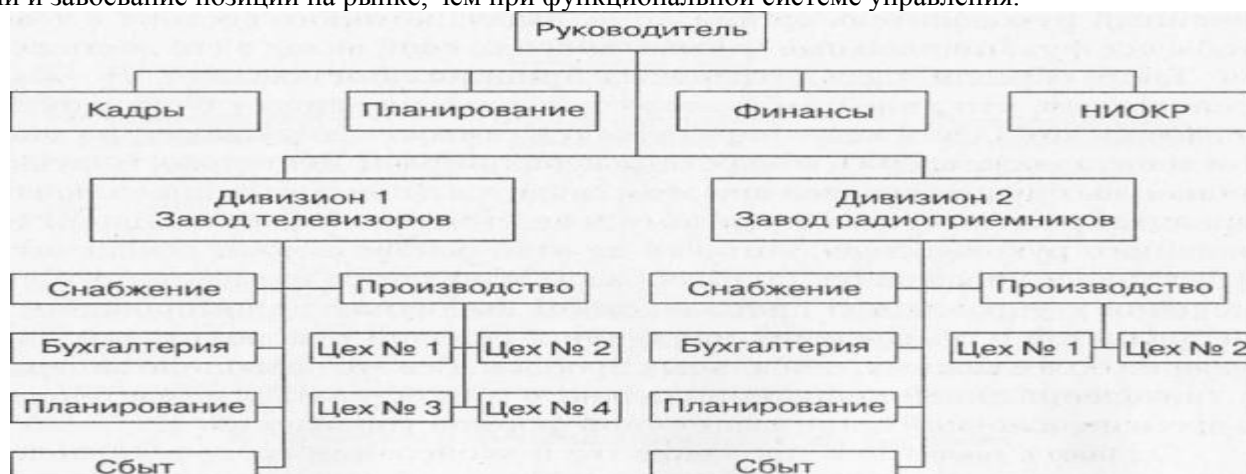 и и завоевание позиций на рынке, чем при функциональной системе управления.
Руководитель
Кадры Планирование Финансы НИОКР
Дивизион 1 Дивизион 2
Завод телевизоров Завод радиоприемников
Снабжение Производство Снабжение Производство
Бухгалтерия Цех № 1 Цех № 2 Бухгалтерия Цех № 1 Цех № 2
Планирование Цех № 3 Цех № 4 Планирование
Сбыт Сбыт